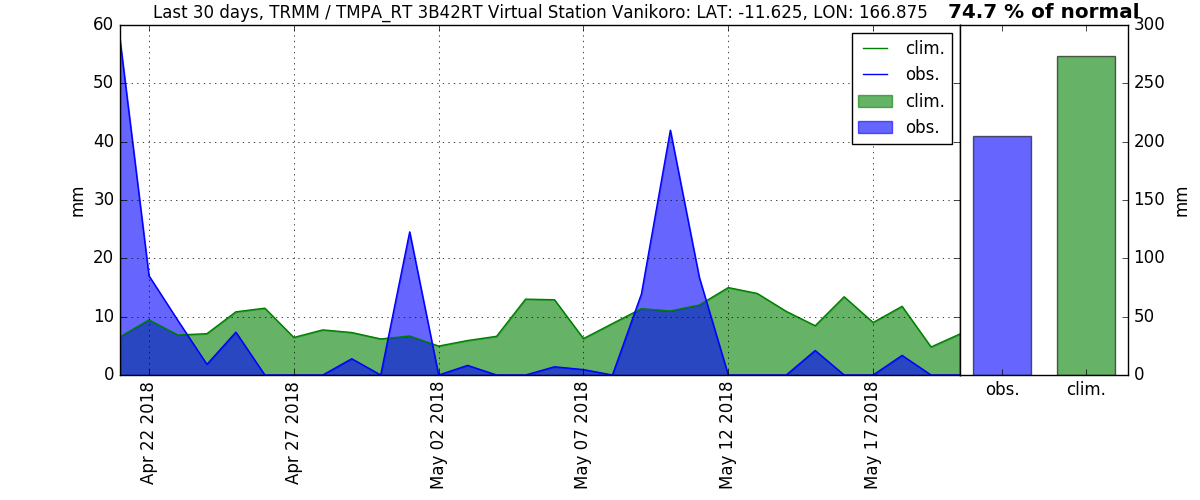 Last 30 days, TRMM / TMPA_RT 3B42RT Virtual Station Vanikoro: LAT: -11.625, LON: 166.875
74.7 % of normal
60
50
40
30
20
10
0
mm
clim.
obs.
clim.
obs.
Apr 22 2018
Apr 27 2018
May 02 2018
May 07 2018
May 12 2018
May 17 2018
300
250
200
150
100
50
0
mm
obs.
clim.